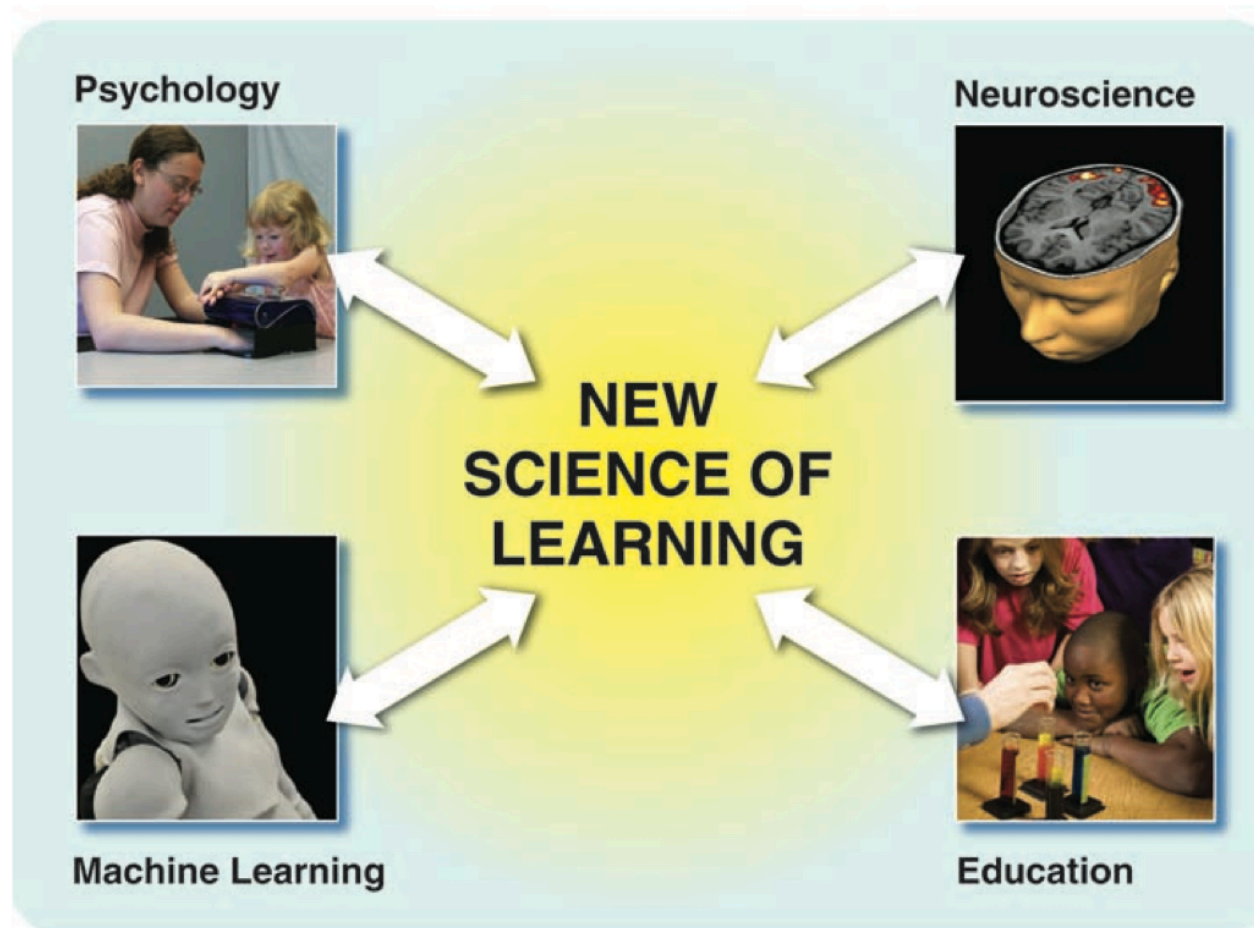 Psychology
Neuroscience
NEW
SCIENCE OF
LEARNING
Machine Learning
Education